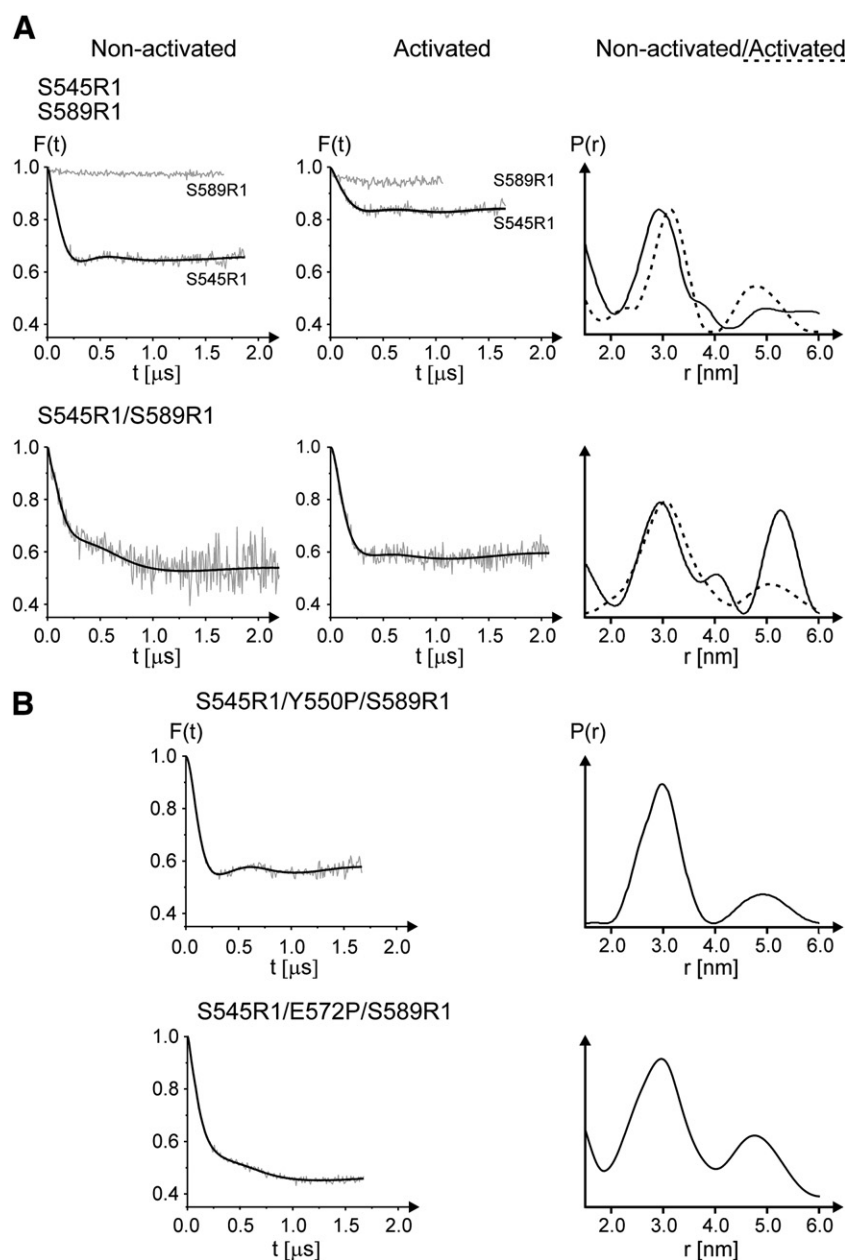 A
Non-activated Activated Non-activated/Activated
S545R1
S589R1
F(t) P(r)
1.0 0.8 0.6 0.4
S589R1
S545R1
0.0 0.5 1.0 1.5 2.0
t [μs]
1.0 0.8 0.6 0.4
S589R1
S545R1
0.0 0.5 1.0 1.5 2.0
t [μs]
2.0 3.0 4.0 5.0 6.0
r [nm]
S545R1/S589R1
1.0 0.8 0.6 0.4
0.0 0.5 1.0 1.5 2.0
t [μs]
1.0 0.8 0.6 0.4
0.0 0.5 1.0 1.5 2.0
t [μs]
2.0 3.0 4.0 5.0 6.0
r [nm]
B
S545R1/Y550P/S589R1
F(t) P(r)
1.0 0.8 0.6 0.4
0.0 0.5 1.0 1.5 2.0
t [μs]
2.0 3.0 4.0 5.0 6.0
r [nm]
S545R1/E572P/S589R1
1.0 0.8 0.6 0.4
0.0 0.5 1.0 1.5 2.0
t [μs]
2.0 3.0 4.0 5.0 6.0
r [nm]